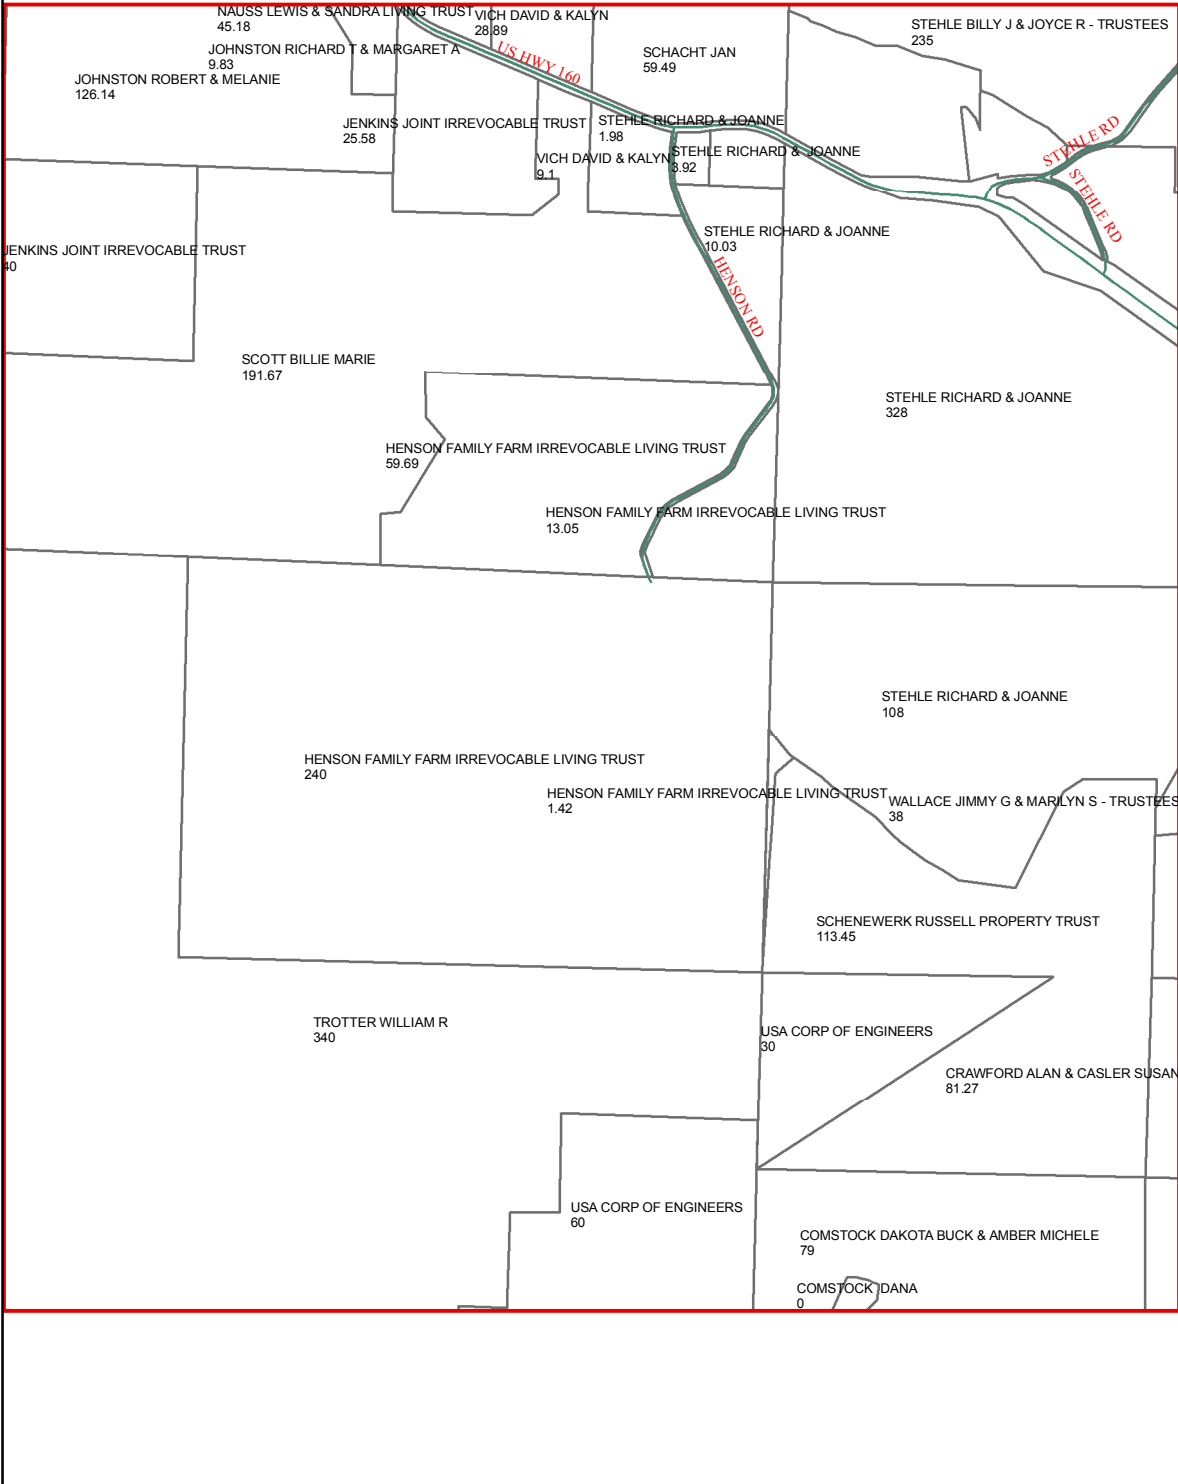 NAUSS LEWIS & SANDRA LIVING TRUST
45.18
VICH DAVID & KALYN
28.89
STEHLE BILLY J & JOYCE R - TRUSTEES
235
JOHNSTON RICHARD T & MARGARET A
9.83
US HWY 160
SCHACHT JAN
59.49
JOHNSTON ROBERT & MELANIE
126.14
JENKINS JOINT IRREVOCABLE TRUST
25.58
STEHLE RICHARD & JOANNE
1.98
STEHLE RD
VICH DAVID & KALYN
9.1
STEHLE RICHARD & JOANNE
3.92
STEHLE RD
JENKINS JOINT IRREVOCABLE TRUST
40
STEHLE RICHARD & JOANNE
10.03
HENSON RD
SCOTT BILLIE MARIE
191.67
STEHLE RICHARD & JOANNE
328
HENSON FAMILY FARM IRREVOCABLE LIVING TRUST
59.69
HENSON FAMILY FARM IRREVOCABLE LIVING TRUST
13.05
STEHLE RICHARD & JOANNE
108
HENSON FAMILY FARM IRREVOCABLE LIVING TRUST
240
HENSON FAMILY FARM IRREVOCABLE LIVING TRUST
1.42
WALLACE JIMMY G & MARILYN S - TRUSTEES
38
SCHENEWERK RUSSELL PROPERTY TRUST
113.45
TROTTER WILLIAM R
340
USA CORP OF ENGINEERS
30
CRAWFORD ALAN & CASLER SUSAN
81.27
USA CORP OF ENGINEERS
60
COMSTOCK DAKOTA BUCK & AMBER MICHELE
79
COMSTOCK DANA
0